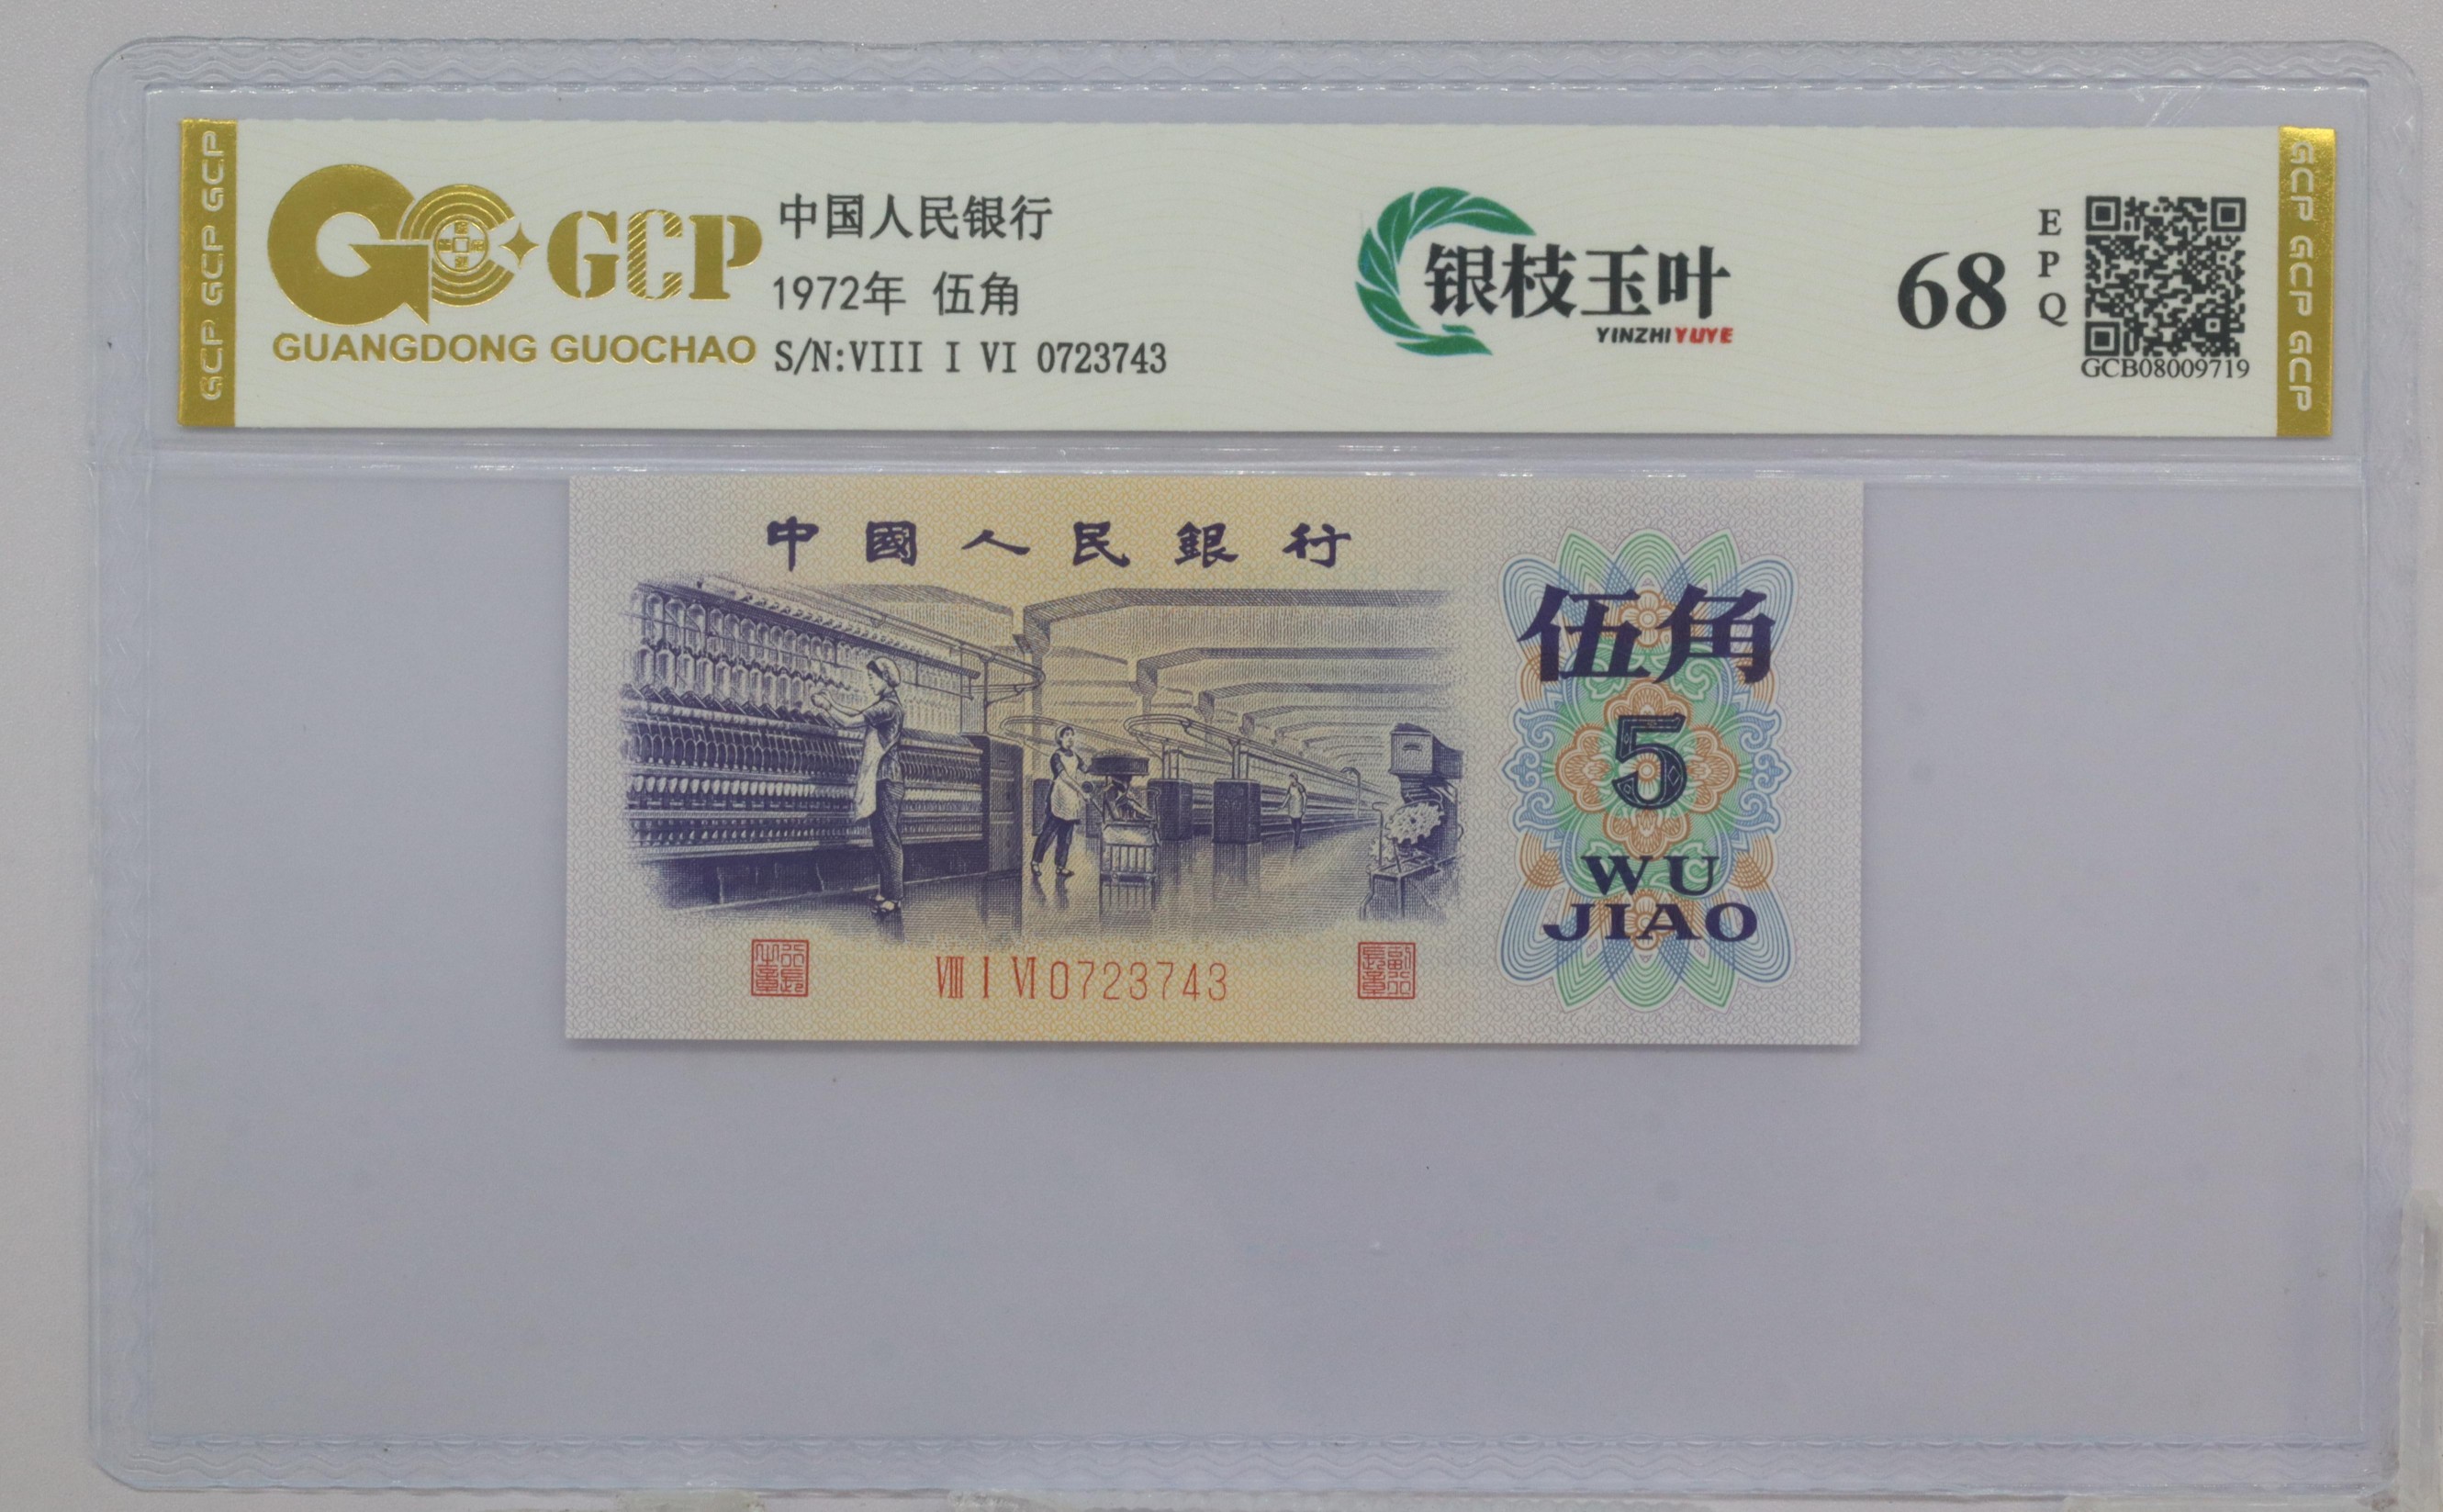 GCP GCP GCP
GCP
GUANGDONG GUOCHAO
中国人民银行
1972年 伍角
S/N:VIII I VI 0723743
银枝玉叶
YINZHIYUYE
68
EPQ
GCB08009719
GCP GCP GCP
中國人民銀行
伍角
5
WU
JIAO
VIII I VI 0723743